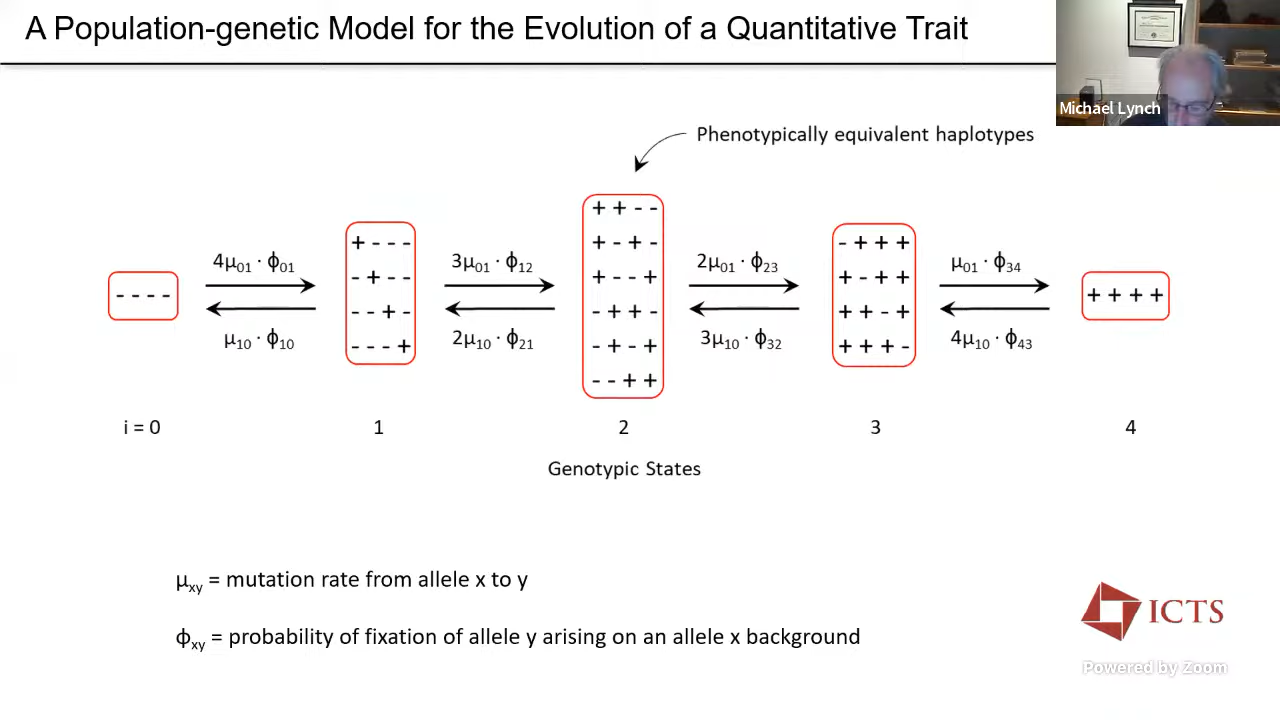 A Population-genetic Model for the Evolution of a Quantitative Trait
Michael Lynch
Phenotypically equivalent haplotypes
- - - -
4μ01 · ϕ01
μ10 · ϕ10
+ - - -
- + - -
- - + -
- - - +
3μ01 · ϕ12
2μ10 · ϕ21
+ + - -
+ - + -
+ - - +
- + + -
- + - +
- - + +
2μ01 · ϕ23
3μ10 · ϕ32
- + + +
+ - + +
+ + - +
+ + + -
μ01 · ϕ34
4μ10 · ϕ43
+ + + +
i = 0 1 2 3 4
Genotypic States
μxy = mutation rate from allele x to y
ϕxy = probability of fixation of allele y arising on an allele x background
ICTS
Powered by Zoom